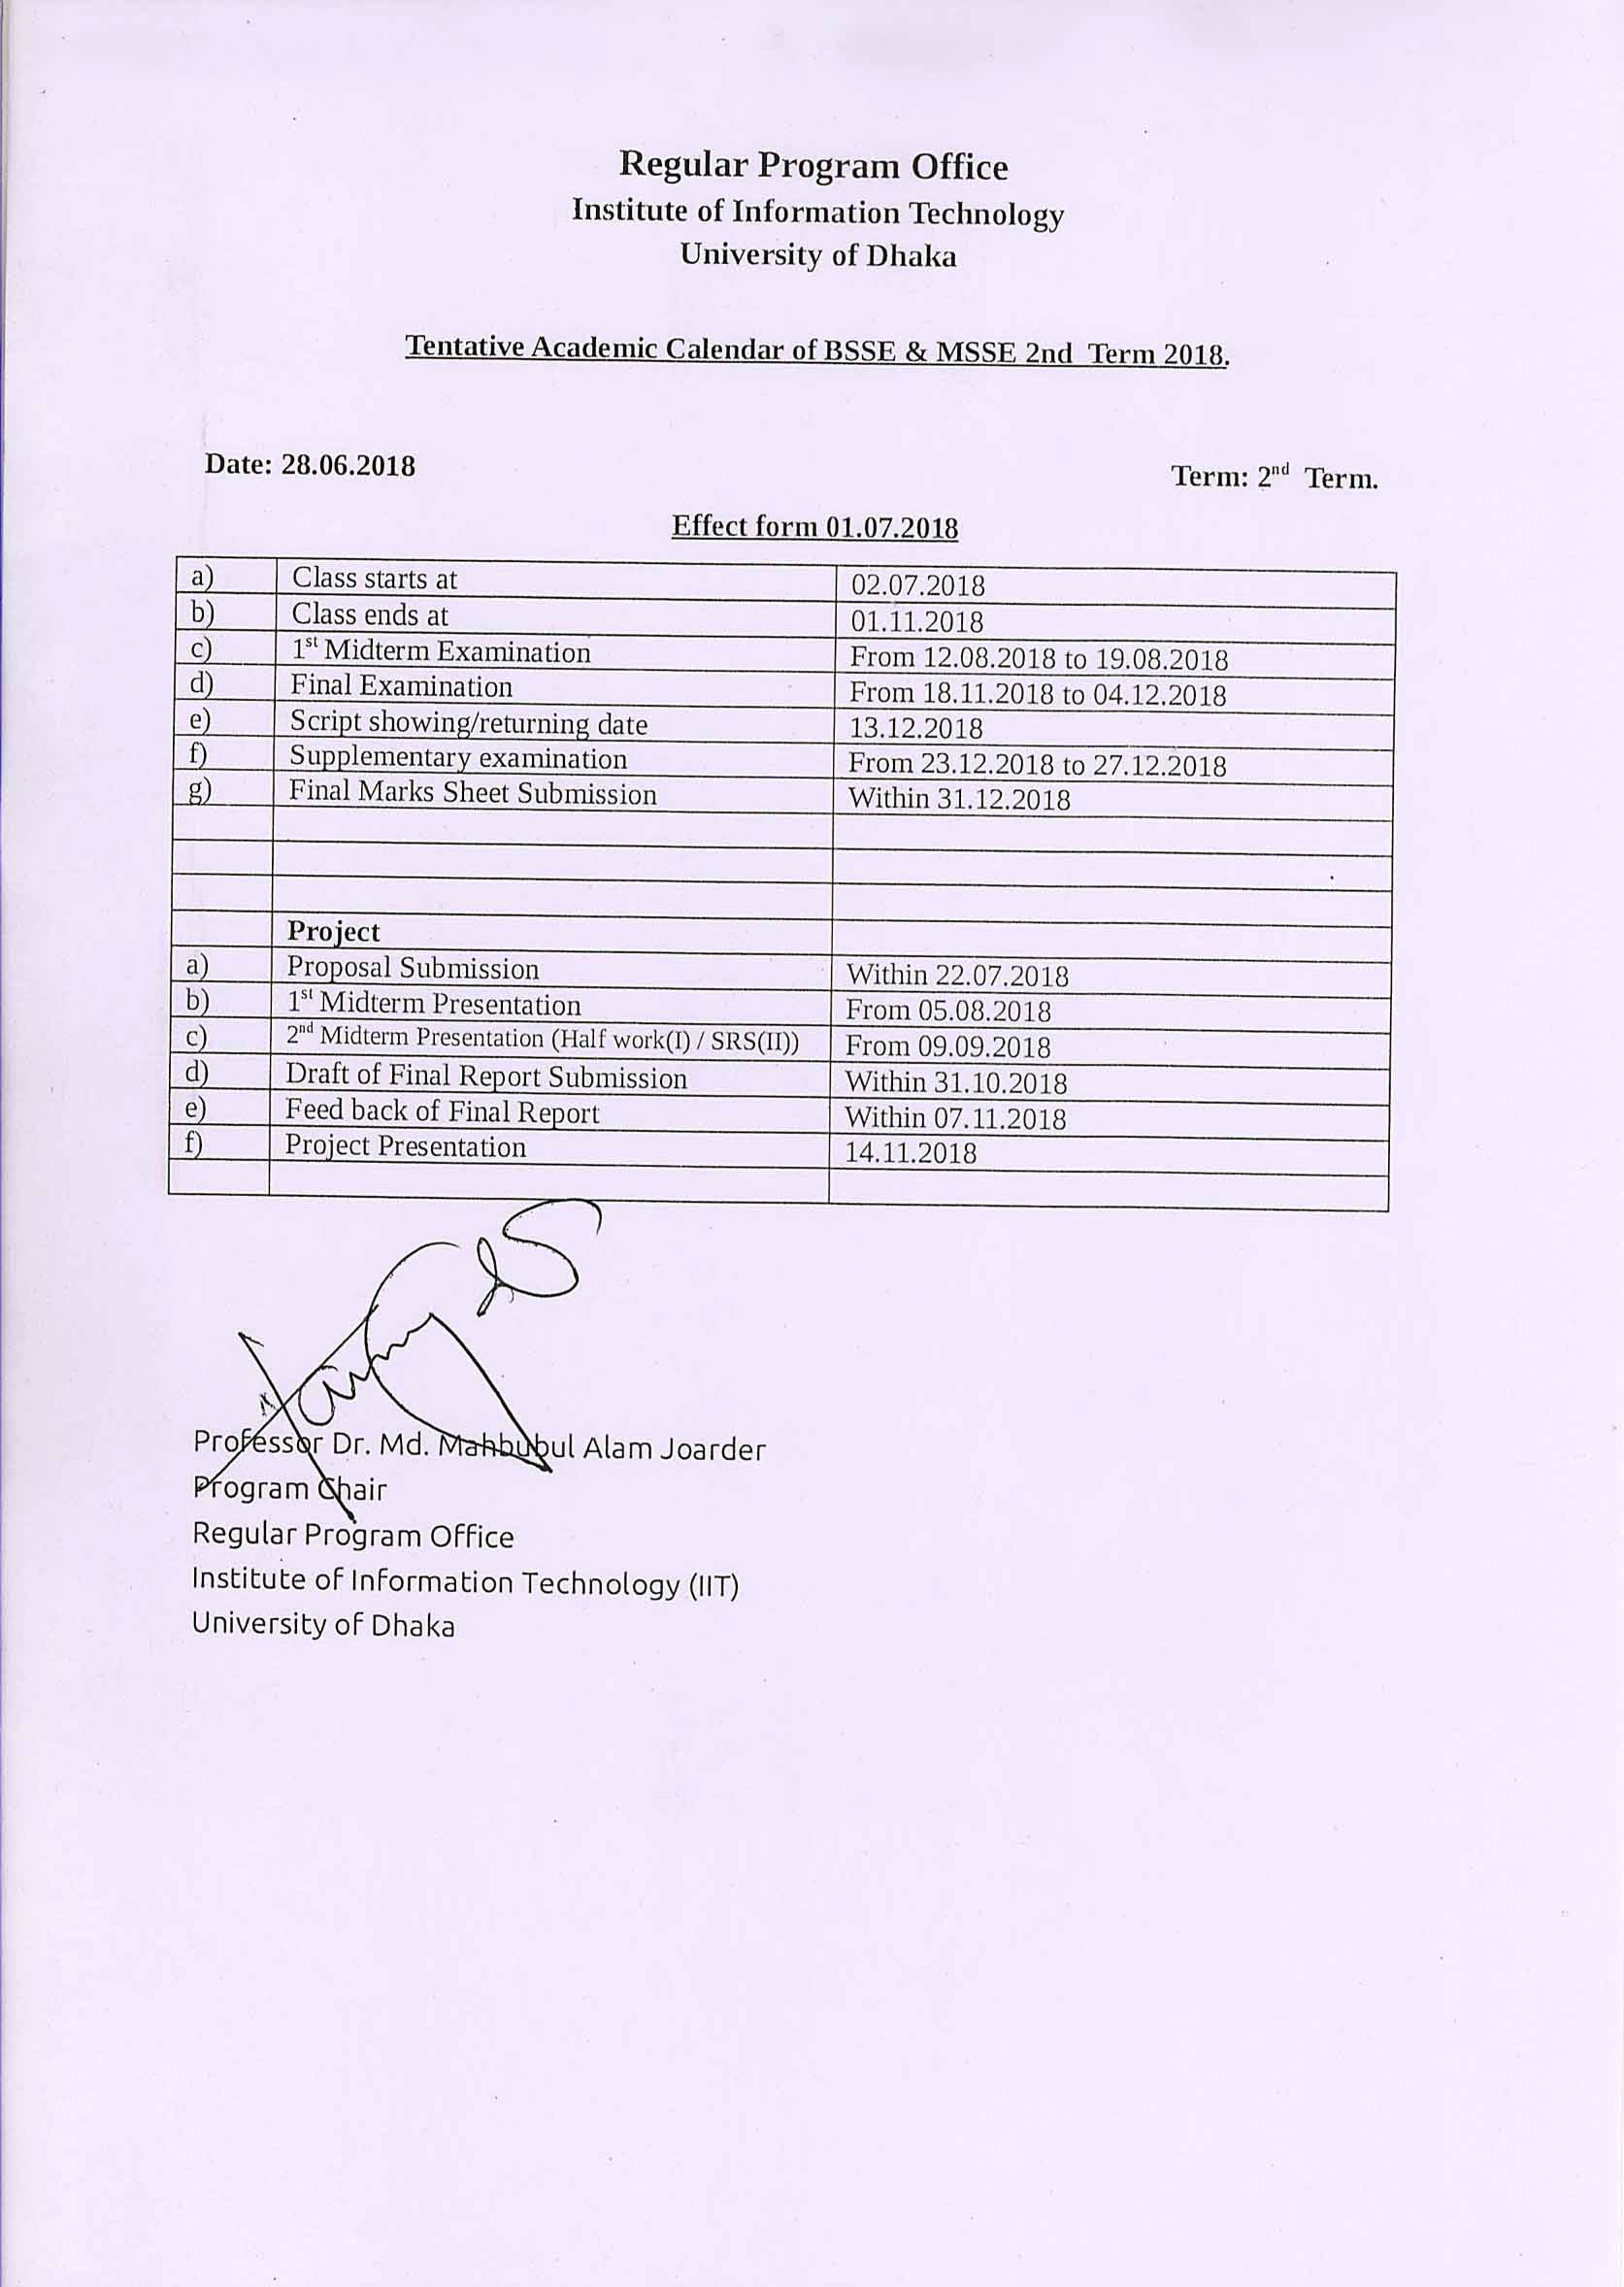 Regular Program Office
Institute of Information Technology
University of Dhaka
Tentative Academic Calendar of BSSE & MSSE 2nd Term 2018.
Date: 28.06.2018
Term: 2nd Term.
Effect form 01.07.2018
a) Class starts at 02.07.2018
b) Class ends at 01.11.2018
c) 1st Midterm Examination From 12.08.2018 to 19.08.2018
d) Final Examination From 18.11.2018 to 04.12.2018
e) Script showing/returning date 13.12.2018
f) Supplementary examination From 23.12.2018 to 27.12.2018
g) Final Marks Sheet Submission Within 31.12.2018
Project
a) Proposal Submission Within 22.07.2018
b) 1st Midterm Presentation From 05.08.2018
c) 2nd Midterm Presentation (Half work(I) / SRS(II)) From 09.09.2018
d) Draft of Final Report Submission Within 31.10.2018
e) Feed back of Final Report Within 07.11.2018
f) Project Presentation 14.11.2018
Professor Dr. Md. Mahbubul Alam Joarder
Program Chair
Regular Program Office
Institute of Information Technology (IIT)
University of Dhaka